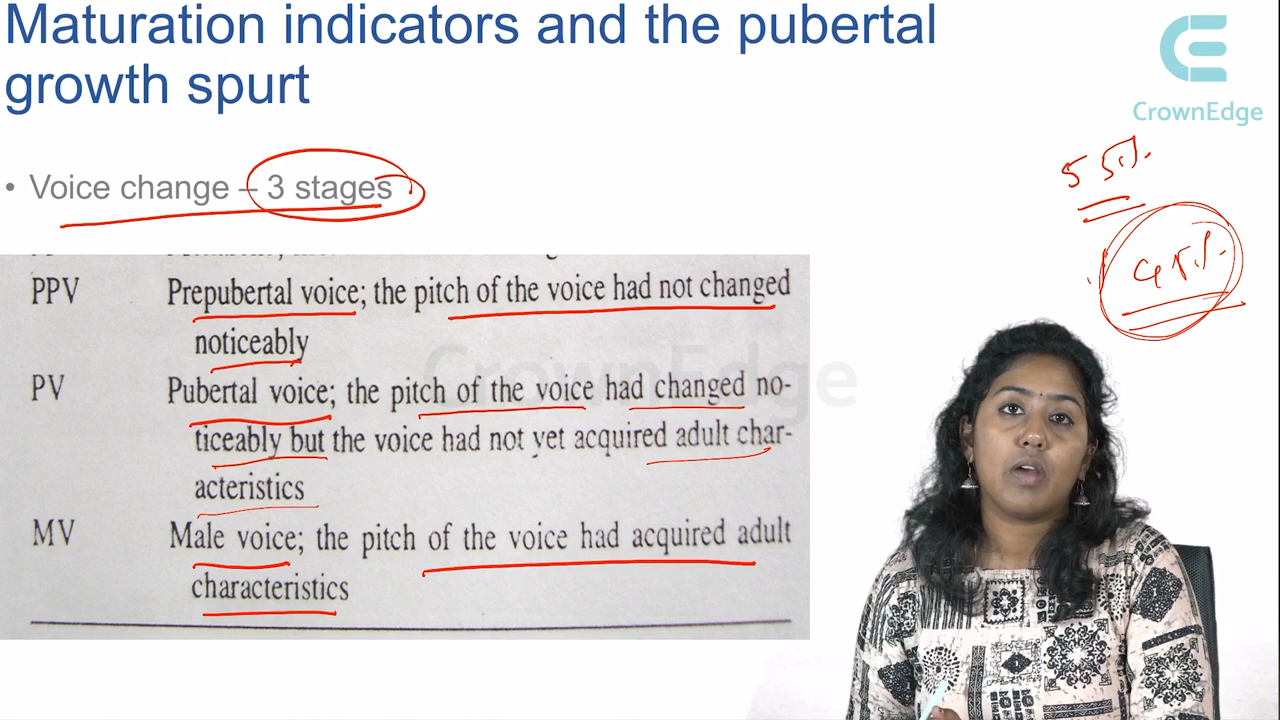 Maturation indicators and the pubertal
growth spurt
CrownEdge
• Voice change – 3 stages
55%
45%
PPV Prepubertal voice; the pitch of the voice had not changed
noticeably
PV Pubertal voice; the pitch of the voice had changed no-
ticeably but the voice had not yet acquired adult char-
acteristics
MV Male voice; the pitch of the voice had acquired adult
characteristics
CrownEdge